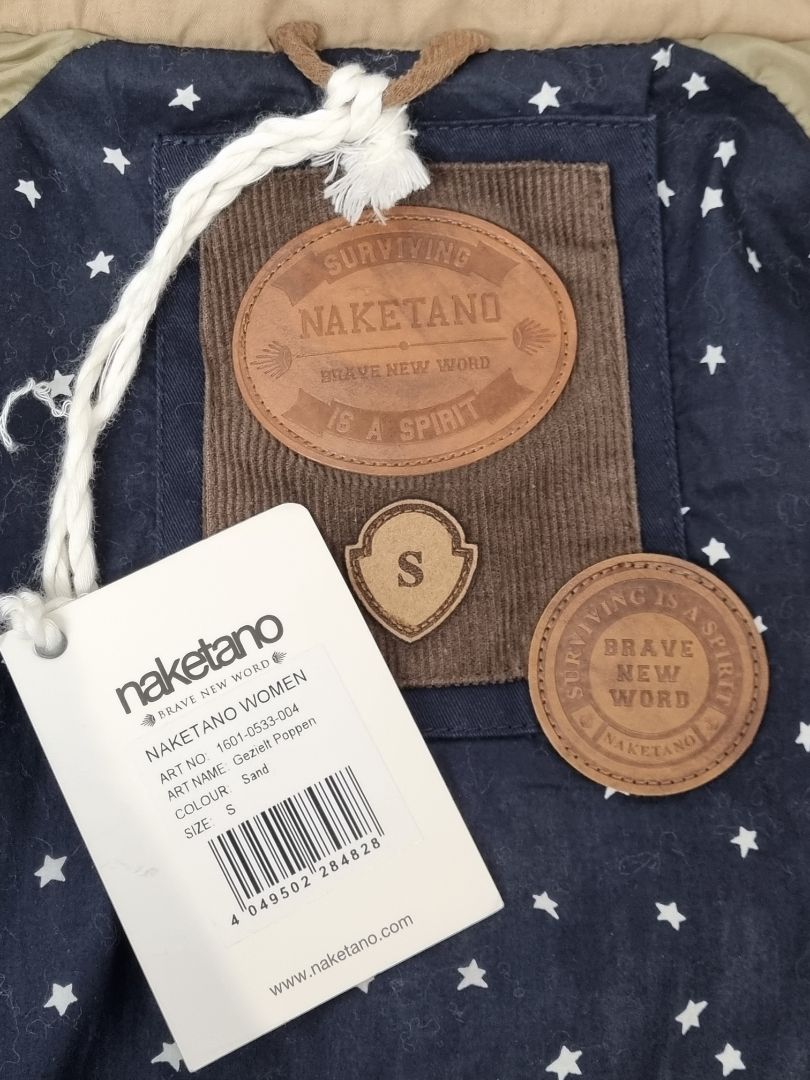 SURVIVING
NAKETANO
BRAVE NEW WORD
IS A SPIRIT
S
SURVIVING IS A SPIRIT
BRAVE
NEW
WORD
NAKETANO
naketano
BRAVE NEW WORD
NAKETANO WOMEN
ART NO: 1601-0533-004
ART NAME: Gezielt Poppen
COLOUR: Sand
SIZE: S
4 049502 284828
www.naketano.com